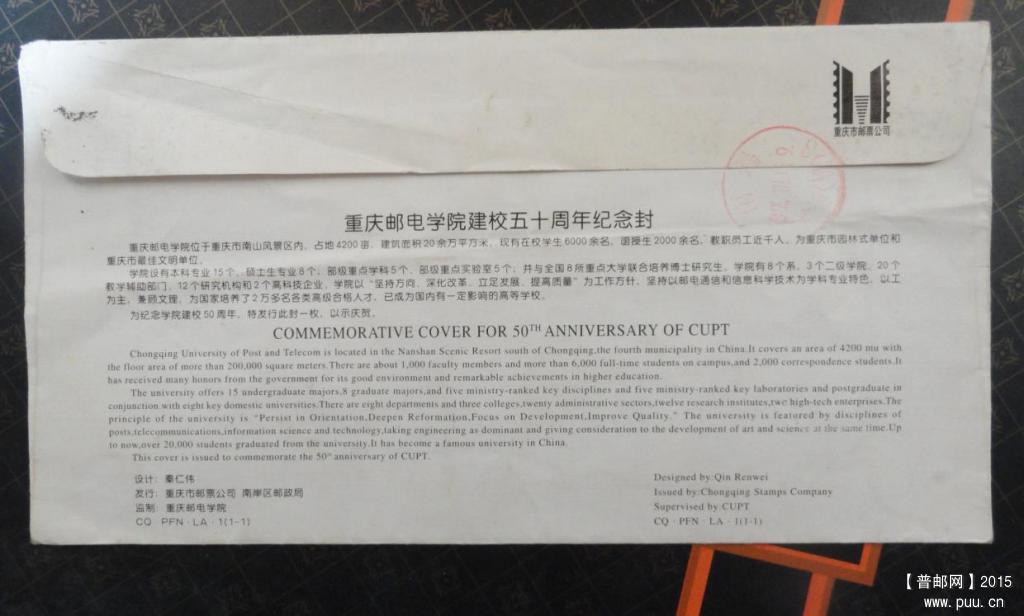 重庆市邮票公司
重庆邮电学院建校五十周年纪念封
重庆邮电学院位于重庆市南山风景区内，占地4200亩，建筑面积20余万平方米，现有在校学生6000余名，函授生2000余名，教职员工近千人，为重庆市园林式单位和
重庆市最佳文明单位。
学院设有本科专业15个，硕士生专业8个；部级重点学科5个、部级重点实验室5个；并与全国8所重点大学联合培养博士研究生。学院有8个系，3个二级学院，20个
教学辅助部门，12个研究机构和2个高科技企业。学院以“坚持方向、深化改革、立足发展、提高质量”为工作方针，坚持以邮电通信和信息科学技术为学科专业特色，以工
为主，兼顾文理，为国家培养了2万多名各类高级合格人才，已成为国内有一定影响的高等学校。
为纪念学院建校50周年，特发行此封一枚，以示庆贺。
COMMEMORATIVE COVER FOR 50TH ANNIVERSARY OF CUPT
Chongqing University of Post and Telecom is located in the Nanshan Scenic Resort south of Chongqing,the fourth municipality in China.It covers an area of 4200 mu with
the floor area of more than 200,000 square meters.There are about 1,000 faculty members and more than 6,000 full-time students on campus,and 2,000 correspondence students.It
has received many honors from the government for its good environment and remarkable achievements in higher education.
The university offers 15 undergraduate majors,8 graduate majors,and five ministry-ranked key disciplines and five ministry-ranked key laboratories and postgraduate in
conjunction with eight key domestic universities.There are eight departments and three colleges,twenty administrative sectors,twelve research institutes,two high-tech enterprises.The
principle of the university is “Persist in Orientation,Deepen Reformation,Focus on Development,Improve Quality.” The university is featured by disciplines of
posts,telecommunications,information science and technology,taking engineering as dominant and giving consideration to the development of art and science at the same time.Up
to now,over 20,000 students graduated from the university.It has become a famous university in China.
This cover is issued to commemorate the 50th anniversary of CUPT.
设计：秦仁伟
发行：重庆市邮票公司 南岸区邮政局
监制：重庆邮电学院
CQ·PFN·LA·1(1-1)
Designed by:Qin Renwei
Issued by:Chongqing Stamps Company
Supervised by:CUPT
CQ·PFN·LA·1(1-1)
【普邮网】2015
www.puu.cn